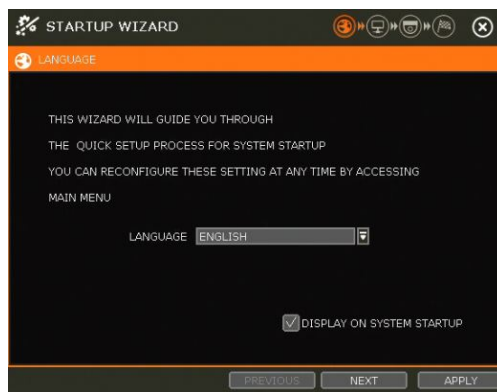 STARTUP WIZARD
LANGUAGE
THIS WIZARD WILL GUIDE YOU THROUGH
THE QUICK SETUP PROCESS FOR SYSTEM STARTUP
YOU CAN RECONFIGURE THESE SETTING AT ANY TIME BY ACCESSING
MAIN MENU
LANGUAGE ENGLISH
DISPLAY ON SYSTEM STARTUP
PREVIOUS NEXT APPLY